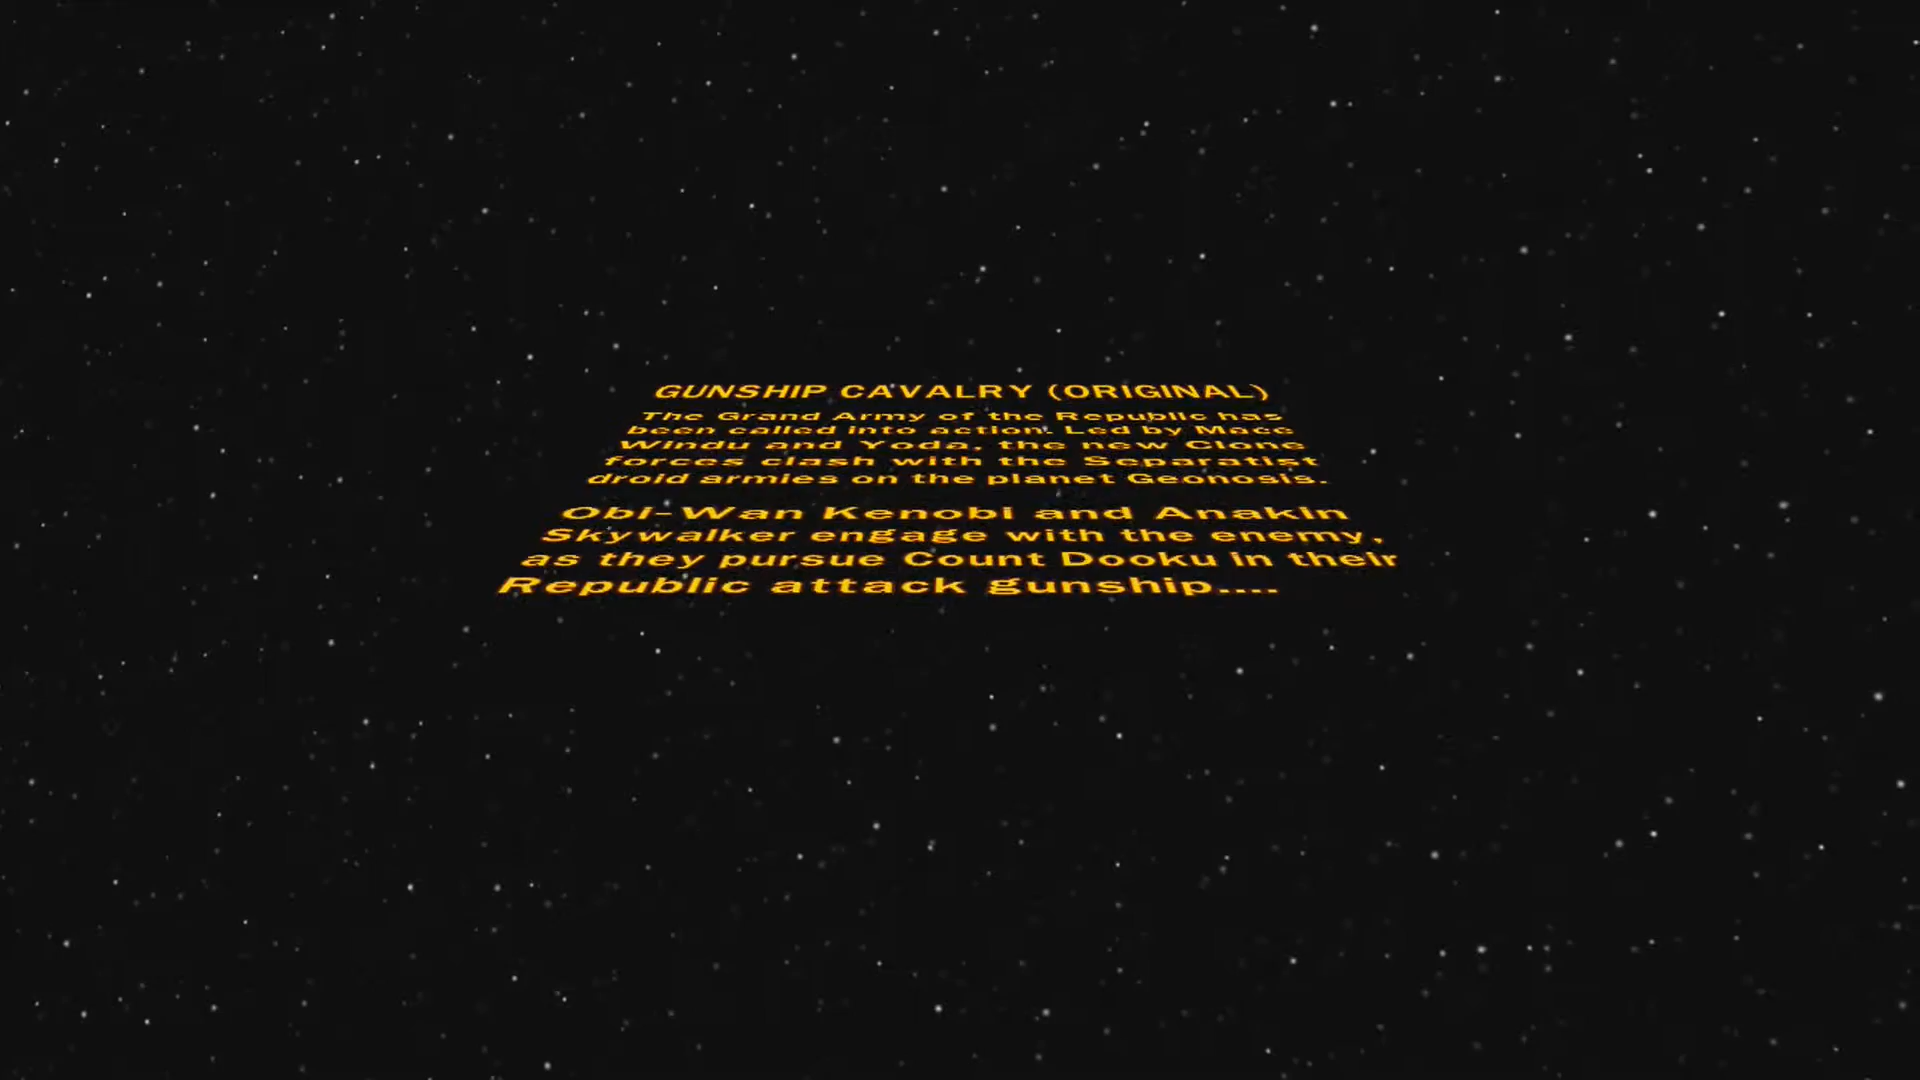 GUNSHIP CAVALRY (ORIGINAL)
The Grand Army of the Republic has
been called into action. Led by Mace
Windu and Yoda, the new Clone
forces clash with the Separatist
droid armies on the planet Geonosis.
Obi-Wan Kenobi and Anakin
Skywalker engage with the enemy,
as they pursue Count Dooku in their
Republic attack gunship....